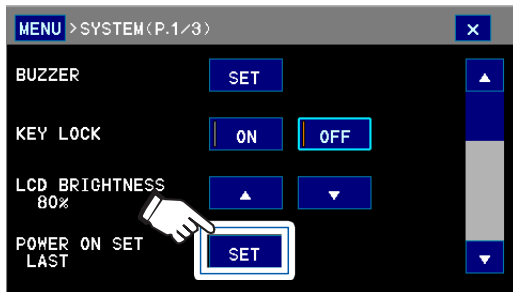 MENU >SYSTEM(P.1/3) ×
BUZZER SET
KEY LOCK ON OFF
LCD BRIGHTNESS
80% ▲ ▼
POWER ON SET
LAST SET